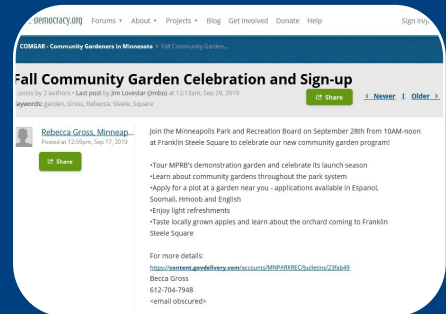 Democracy.org Forums • About • Projects • Blog Get Involved Donate Help Sign in
COMGAR - Community Gardeners in Minnesota > Fall Community Garden...
Fall Community Garden Celebration and Sign-up
posts by 2 authors • Last post by Jim Lovestar (jimbo) at 12:13am, Sep 29, 2019
Share < Newer I Older >
Keywords: garden, Gross, Rebecca, Steele, Square
Rebecca Gross, Minneap...
Posted at 12:59pm, Sep 17, 2019
Share
Join the Minneapolis Park and Recreation Board on September 28th from 10AM-noon
at Franklin Steele Square to celebrate our new community garden program!
•Tour MPRB's demonstration garden and celebrate its launch season
•Learn about community gardens throughout the park system
•Apply for a plot at a garden near you - applications available in Espanol,
Soomali, Hmoob and English
•Enjoy light refreshments
•Taste locally grown apples and learn about the orchard coming to Franklin
Steele Square
For more details:
https://content.govdelivery.com/accounts/MNPARKREC/bulletins/23fab49
Becca Gross
612-704-7948
<email obscured>